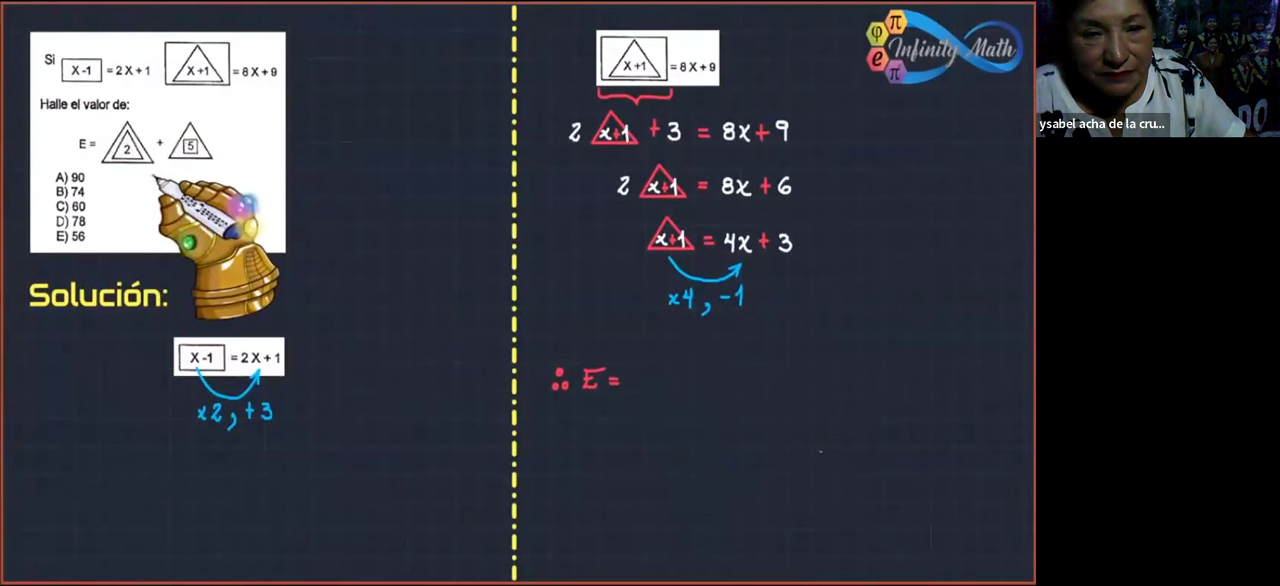 Si X-1 = 2X+1 X+1 = 8X+9
Halle el valor de:
E = 2 + 5
A) 90
B) 74
C) 60
D) 78
E) 56
Solución:
X-1 = 2X+1
x2, +3
X+1 = 8X+9
2 x+1 + 3 = 8x+9
2 x+1 = 8x+6
x+1 = 4x+3
x4, -1
∴ E =
φ π e π Infinity Math
ysabel acha de la cru...